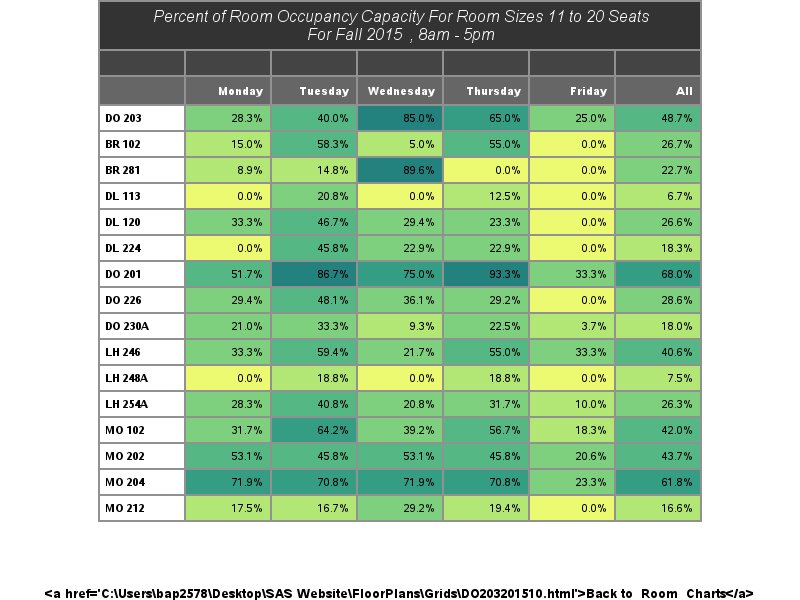 Percent of Room Occupancy Capacity For Room Sizes 11 to 20 Seats
For Fall 2015 , 8am - 5pm
Monday Tuesday Wednesday Thursday Friday All
DO 203 28.3% 40.0% 85.0% 65.0% 25.0% 48.7%
BR 102 15.0% 58.3% 5.0% 55.0% 0.0% 26.7%
BR 281 8.9% 14.8% 89.6% 0.0% 0.0% 22.7%
DL 113 0.0% 20.8% 0.0% 12.5% 0.0% 6.7%
DL 120 33.3% 46.7% 29.4% 23.3% 0.0% 26.6%
DL 224 0.0% 45.8% 22.9% 22.9% 0.0% 18.3%
DO 201 51.7% 86.7% 75.0% 93.3% 33.3% 68.0%
DO 226 29.4% 48.1% 36.1% 29.2% 0.0% 28.6%
DO 230A 21.0% 33.3% 9.3% 22.5% 3.7% 18.0%
LH 246 33.3% 59.4% 21.7% 55.0% 33.3% 40.6%
LH 248A 0.0% 18.8% 0.0% 18.8% 0.0% 7.5%
LH 254A 28.3% 40.8% 20.8% 31.7% 10.0% 26.3%
MO 102 31.7% 64.2% 39.2% 56.7% 18.3% 42.0%
MO 202 53.1% 45.8% 53.1% 45.8% 20.6% 43.7%
MO 204 71.9% 70.8% 71.9% 70.8% 23.3% 61.8%
MO 212 17.5% 16.7% 29.2% 19.4% 0.0% 16.6%
<a href='C:\Users\bap2578\Desktop\SAS Website\FloorPlans\Grids\DO203201510.html'>Back to Room Charts</a>